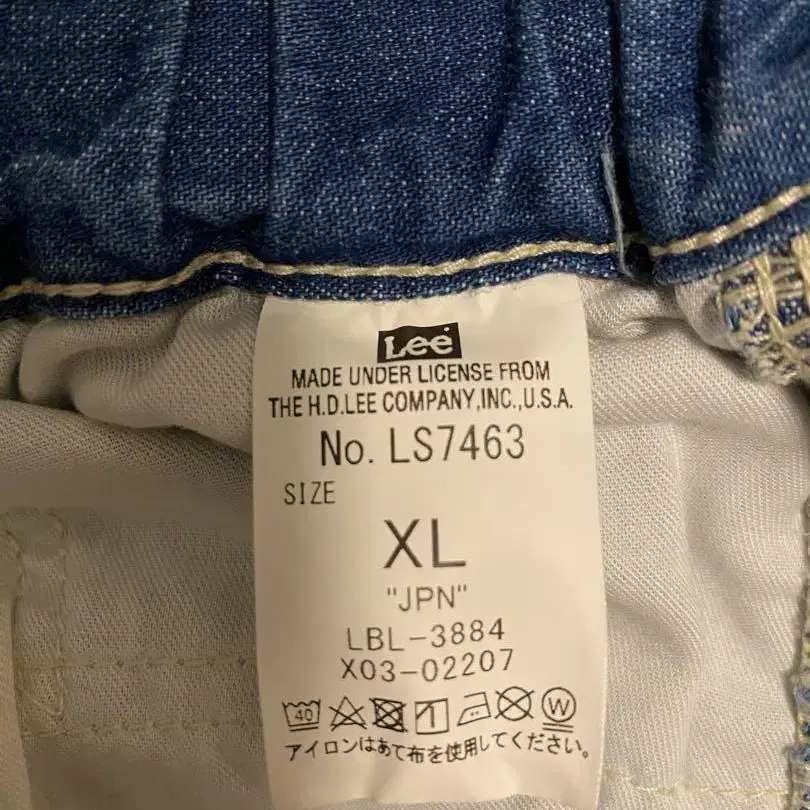 Lee
MADE UNDER LICENSE FROM
THE H.D.LEE COMPANY,INC.,U.S.A.
No. LS7463
SIZE
XL
"JPN"
LBL-3884
X03-02207
40 W
アイロンはあて布を使用してください。